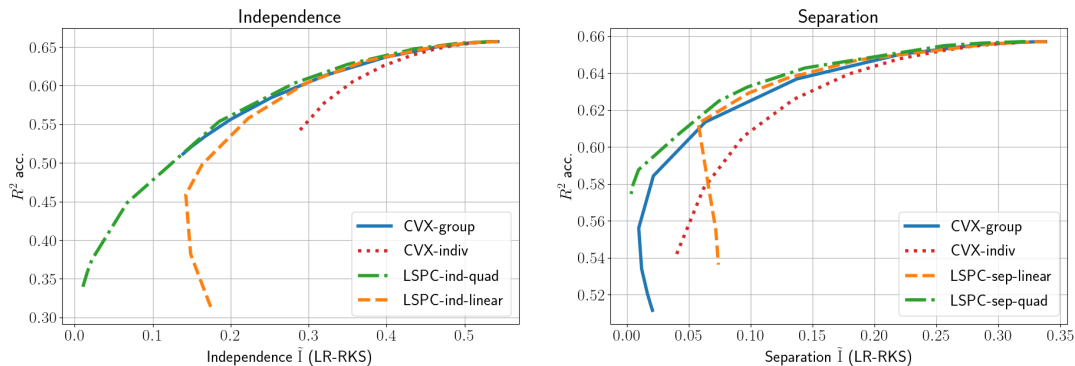 Independence
R² acc.
0.65
0.60
0.55
0.50
0.45
0.40
0.35
0.30
0.0 0.1 0.2 0.3 0.4 0.5
Independence Ĩ (LR-RKS)
CVX-group
CVX-indiv
LSPC-ind-quad
LSPC-ind-linear
Separation
R² acc.
0.66
0.64
0.62
0.60
0.58
0.56
0.54
0.52
0.00 0.05 0.10 0.15 0.20 0.25 0.30 0.35
Separation Ĩ (LR-RKS)
CVX-group
CVX-indiv
LSPC-sep-linear
LSPC-sep-quad